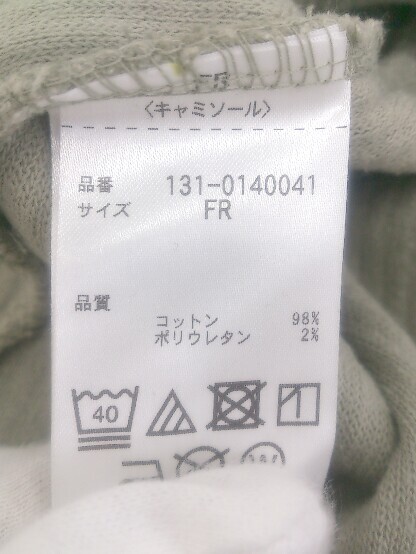 〈キャミソール〉
品番 131-0140041
サイズ FR
品質
コットン 98%
ポリウレタン 2%
40